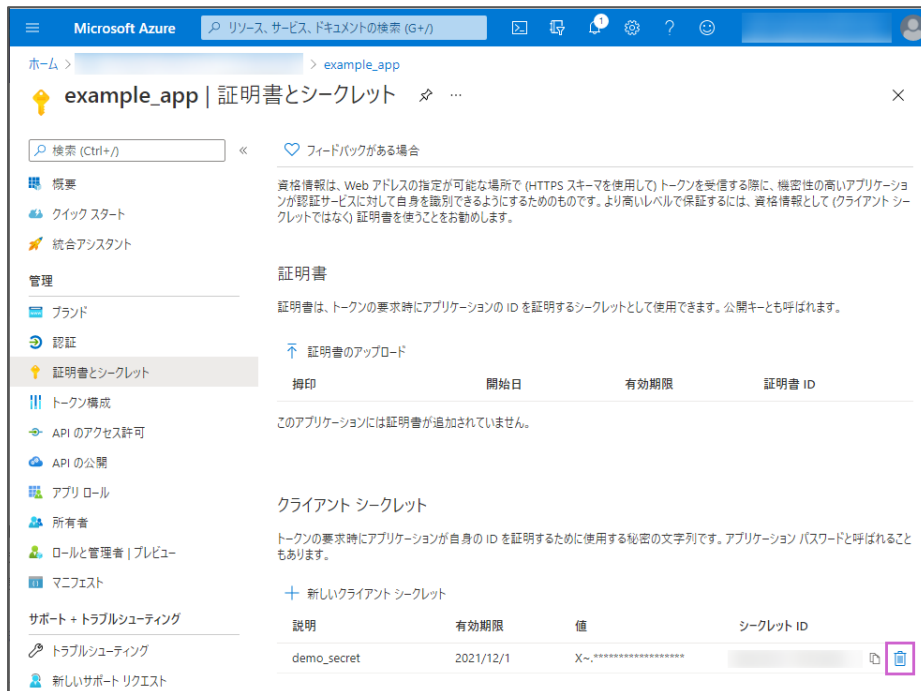 Microsoft Azure
リソース、サービス、ドキュメントの検索 (G+/)
1
ホーム >
> example_app
example_app | 証明書とシークレット
検索 (Ctrl+/)
概要
クイック スタート
統合アシスタント
管理
ブランド
認証
証明書とシークレット
トークン構成
API のアクセス許可
API の公開
アプリ ロール
所有者
ロールと管理者 | プレビュー
マニフェスト
サポート + トラブルシューティング
トラブルシューティング
新しいサポート リクエスト
フィードバックがある場合
資格情報は、Web アドレスの指定が可能な場所で (HTTPS スキーマを使用して) トークンを受信する際に、機密性の高いアプリケーショ
ンが認証サービスに対して自身を識別できるようにするためのものです。より高いレベルで保証するには、資格情報として (クライアント シー
クレットではなく) 証明書を使うことをお勧めします。
証明書
証明書は、トークンの要求時にアプリケーションの ID を証明するシークレットとして使用できます。公開キーとも呼ばれます。
証明書のアップロード
拇印 開始日 有効期限 証明書 ID
このアプリケーションには証明書が追加されていません。
クライアント シークレット
トークンの要求時にアプリケーションが自身の ID を証明するために使用する秘密の文字列です。アプリケーション パスワードと呼ばれること
もあります。
新しいクライアント シークレット
説明 有効期限 値 シークレット ID
demo_secret 2021/12/1 X~.******************